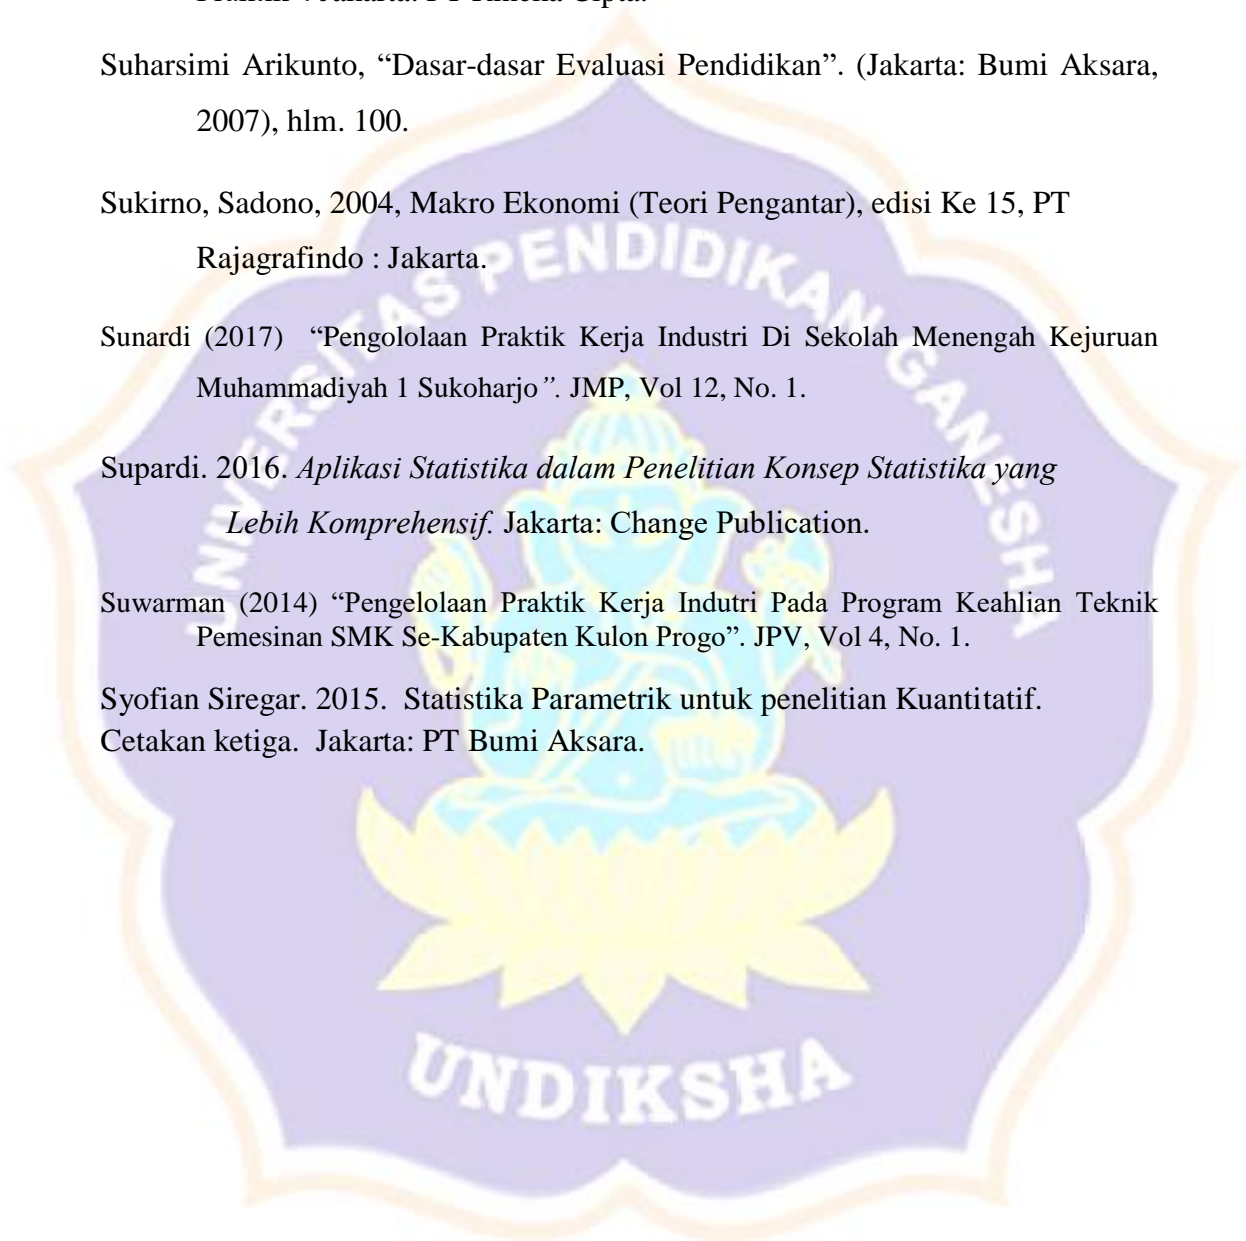 Suharsimi Arikunto, “Dasar-dasar Evaluasi Pendidikan”. (Jakarta: Bumi Aksara,
2007), hlm. 100.
Sukirno, Sadono, 2004, Makro Ekonomi (Teori Pengantar), edisi Ke 15, PT
Rajagrafindo : Jakarta.
Sunardi (2017) “Pengololaan Praktik Kerja Industri Di Sekolah Menengah Kejuruan
Muhammadiyah 1 Sukoharjo”. JMP, Vol 12, No. 1.
Supardi. 2016. Aplikasi Statistika dalam Penelitian Konsep Statistika yang
Lebih Komprehensif. Jakarta: Change Publication.
Suwarman (2014) “Pengelolaan Praktik Kerja Indutri Pada Program Keahlian Teknik
Pemesinan SMK Se-Kabupaten Kulon Progo”. JPV, Vol 4, No. 1.
Syofian Siregar. 2015. Statistika Parametrik untuk penelitian Kuantitatif.
Cetakan ketiga. Jakarta: PT Bumi Aksara.
UNIVERSITAS PENDIDIKAN GANESHA
UNDIKSHA